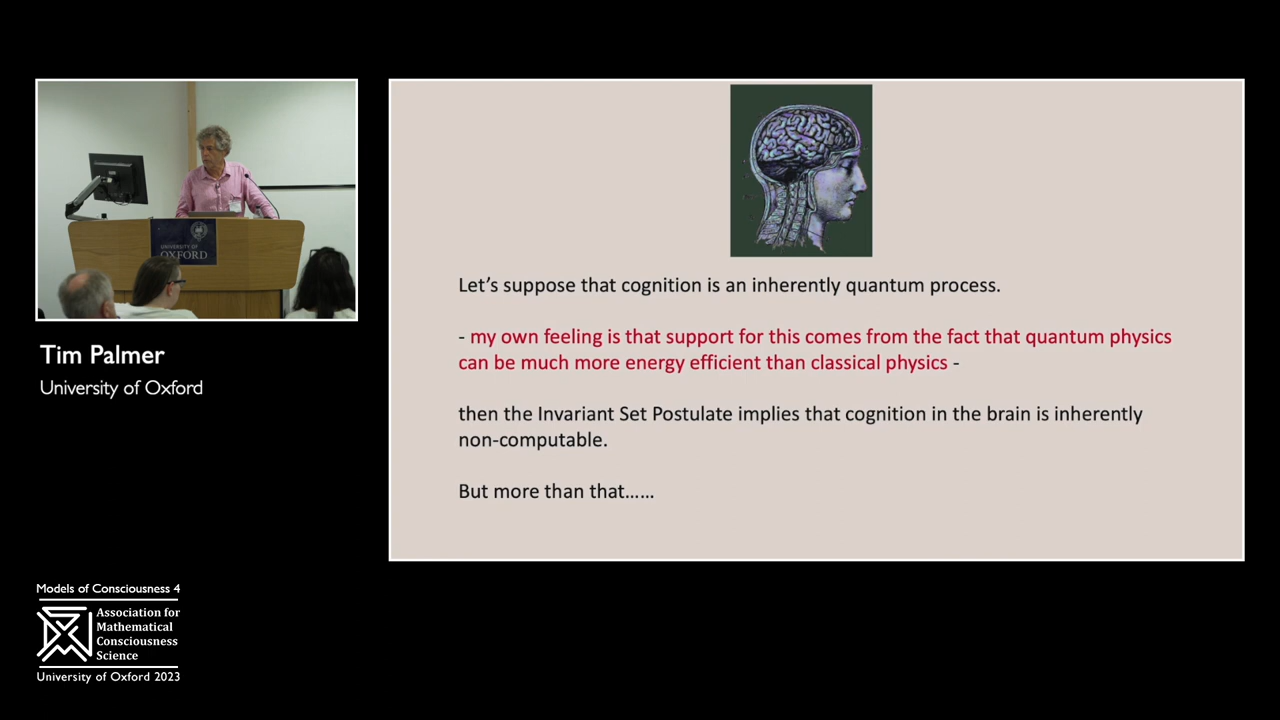 UNIVERSITY OF
OXFORD
Tim Palmer
University of Oxford
Models of Consciousness 4
Association for
Mathematical
Consciousness
Science
University of Oxford 2023
Let’s suppose that cognition is an inherently quantum process.
- my own feeling is that support for this comes from the fact that quantum physics
can be much more energy efficient than classical physics -
then the Invariant Set Postulate implies that cognition in the brain is inherently
non-computable.
But more than that......